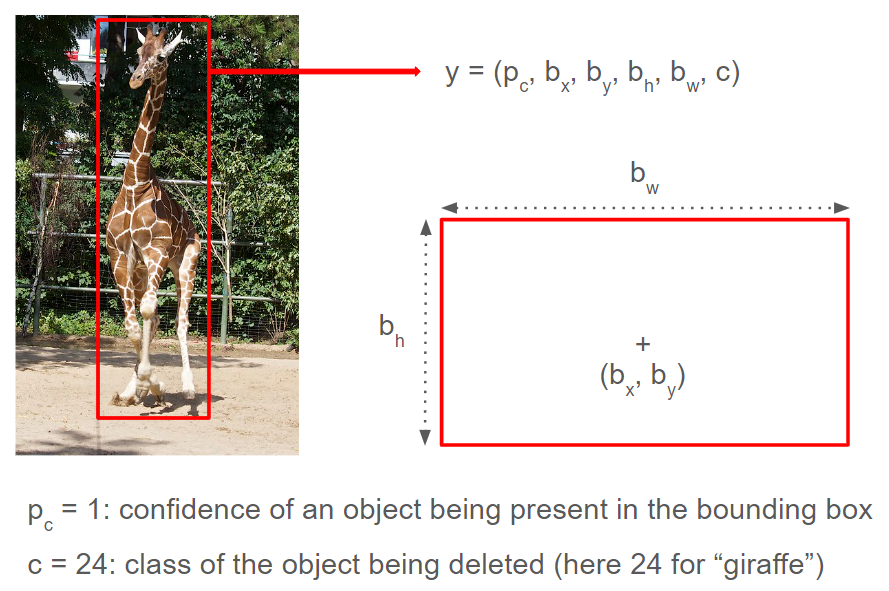 y = (p_c, b_x, b_y, b_h, b_w, c)
b_w
b_h
+
(b_x, b_y)
p_c = 1: confidence of an object being present in the bounding box
c = 24: class of the object being deleted (here 24 for “giraffe”)